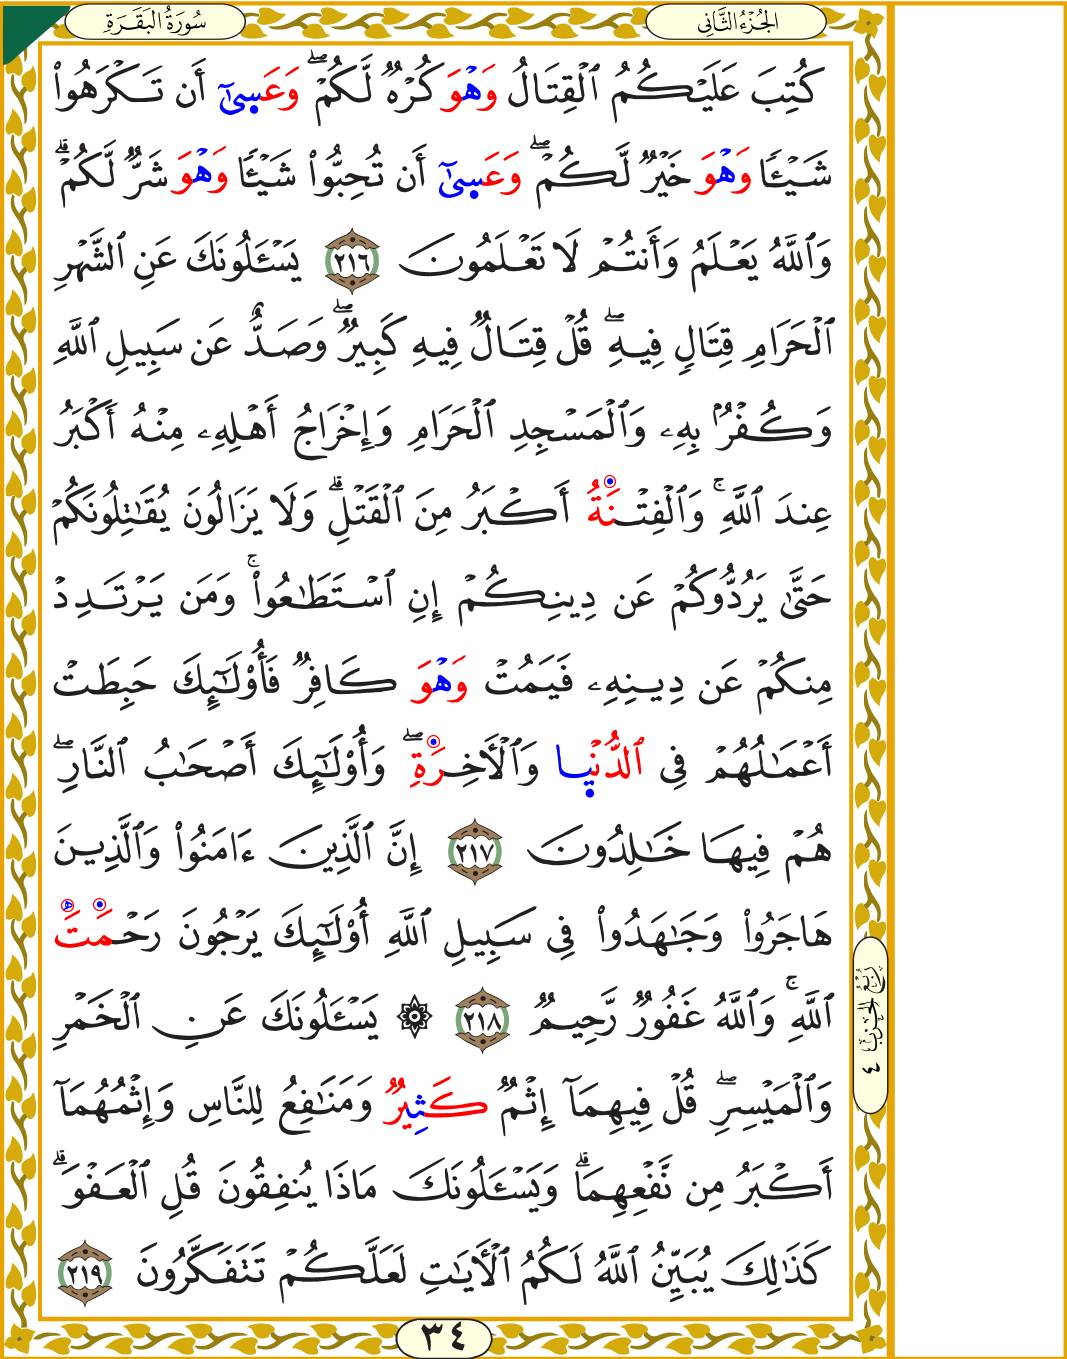 سُورَةُ البَقَرَةِ
الجُزْءُ الثَّانِي
كُتِبَ عَلَيْكُمُ ٱلْقِتَالُ وَهْوَ كُرْهٌ لَّكُمْۖ وَعَسِىٰٓ أَن تَكْرَهُوا۟
شَيْـًٔا وَهْوَ خَيْرٌ لَّكُمْۖ وَعَسِىٰٓ أَن تُحِبُّوا۟ شَيْـًٔا وَهْوَ شَرٌّ لَّكُمْۗ
وَٱللَّهُ يَعْلَمُ وَأَنتُمْ لَا تَعْلَمُونَ ٢١٦ يَسْـَٔلُونَكَ عَنِ ٱلشَّهْرِ
ٱلْحَرَامِ قِتَالٍ فِيهِۖ قُلْ قِتَالٌ فِيهِ كَبِيرٌۖ وَصَدٌّ عَن سَبِيلِ ٱللَّهِ
وَكُفْرٌۢ بِهِۦ وَٱلْمَسْجِدِ ٱلْحَرَامِ وَإِخْرَاجُ أَهْلِهِۦ مِنْهُ أَكْبَرُ
عِندَ ٱللَّهِۚ وَٱلْفِتْنَةُ أَكْبَرُ مِنَ ٱلْقَتْلِۗ وَلَا يَزَالُونَ يُقَـٰتِلُونَكُمْ
حَتَّىٰ يَرُدُّوكُمْ عَن دِينِكُمْ إِنِ ٱسْتَطَـٰعُوا۟ۚ وَمَن يَرْتَدِدْ
مِنكُمْ عَن دِينِهِۦ فَيَمُتْ وَهْوَ كَافِرٌ فَأُو۟لَـٰٓئِكَ حَبِطَتْ
أَعْمَـٰلُهُمْ فِى ٱلدُّنْيِا وَٱلْـَٔاخِرَةِۖ وَأُو۟لَـٰٓئِكَ أَصْحَـٰبُ ٱلنَّارِۖ
هُمْ فِيهَا خَـٰلِدُونَ ٢١٧ إِنَّ ٱلَّذِينَ ءَامَنُوا۟ وَٱلَّذِينَ
هَاجَرُوا۟ وَجَـٰهَدُوا۟ فِى سَبِيلِ ٱللَّهِ أُو۟لَـٰٓئِكَ يَرْجُونَ رَحْمَتَ
ٱللَّهِۚ وَٱللَّهُ غَفُورٌ رَّحِيمٌ ٢١٨ ۞ يَسْـَٔلُونَكَ عَنِ ٱلْخَمْرِ
وَٱلْمَيْسِرِۖ قُلْ فِيهِمَآ إِثْمٌ كَثِيرٌ وَمَنَـٰفِعُ لِلنَّاسِ وَإِثْمُهُمَآ
أَكْبَرُ مِن نَّفْعِهِمَاۗ وَيَسْـَٔلُونَكَ مَاذَا يُنفِقُونَ قُلِ ٱلْعَفْوَۗ
كَذَٰلِكَ يُبَيِّنُ ٱللَّهُ لَكُمُ ٱلْـَٔايَـٰتِ لَعَلَّكُمْ تَتَفَكَّرُونَ ٢١٩
رُبْعُ الحِزْبِ ٤
٣٤